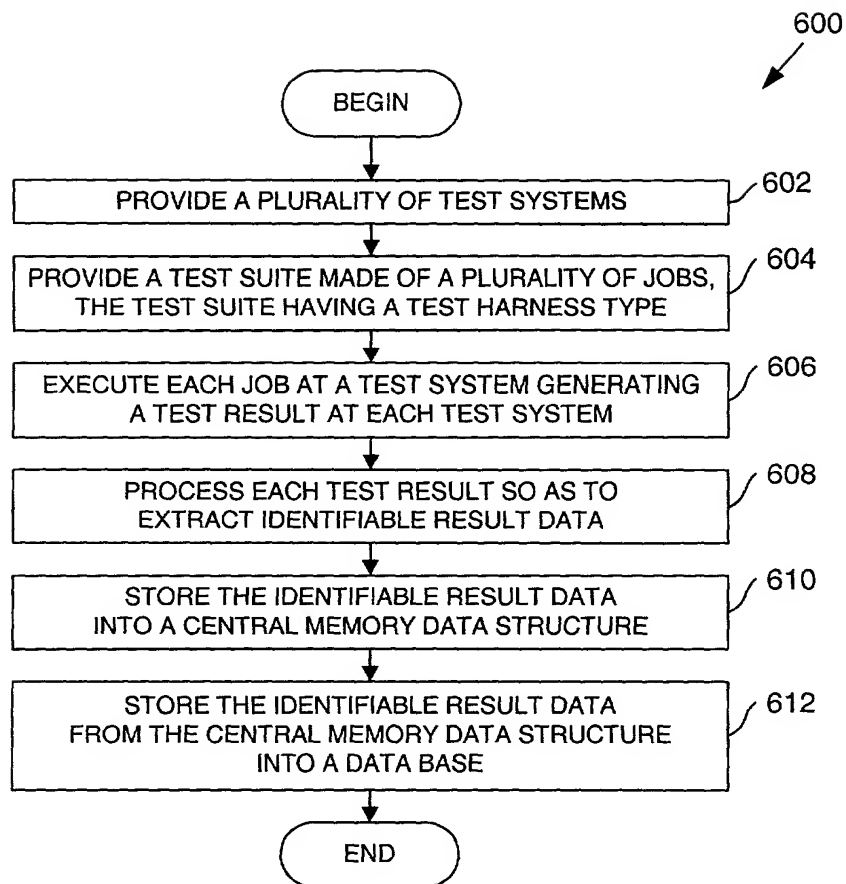 600
BEGIN
PROVIDE A PLURALITY OF TEST SYSTEMS
602
PROVIDE A TEST SUITE MADE OF A PLURALITY OF JOBS,
THE TEST SUITE HAVING A TEST HARNESS TYPE
604
EXECUTE EACH JOB AT A TEST SYSTEM GENERATING
A TEST RESULT AT EACH TEST SYSTEM
606
PROCESS EACH TEST RESULT SO AS TO
EXTRACT IDENTIFIABLE RESULT DATA
608
STORE THE IDENTIFIABLE RESULT DATA
INTO A CENTRAL MEMORY DATA STRUCTURE
610
STORE THE IDENTIFIABLE RESULT DATA
FROM THE CENTRAL MEMORY DATA STRUCTURE
INTO A DATA BASE
612
END